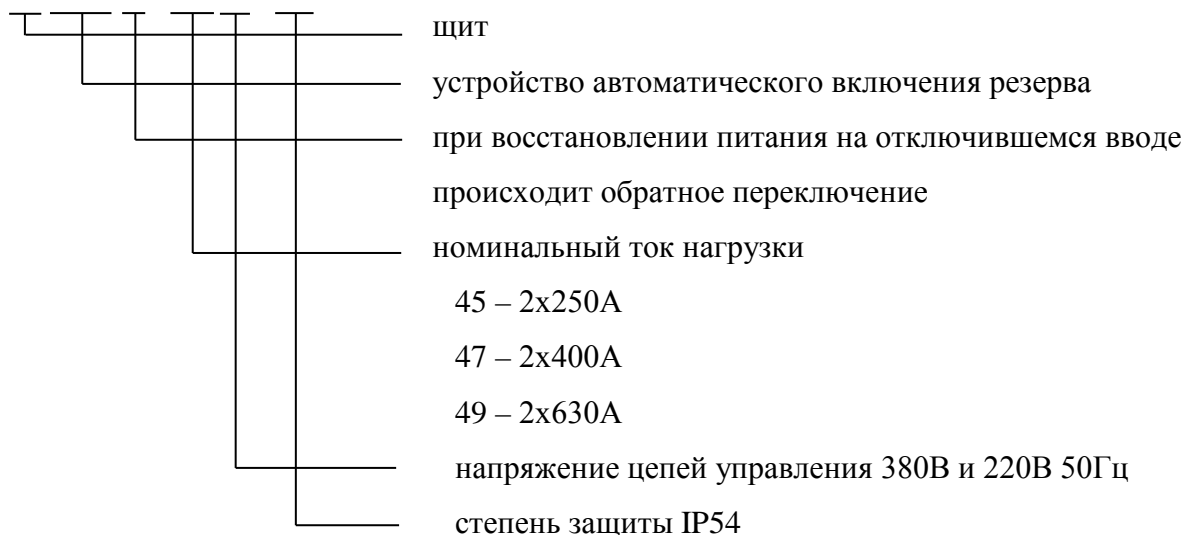 щит
устройство автоматического включения резерва
при восстановлении питания на отключившемся вводе
происходит обратное переключение
номинальный ток нагрузки
45 – 2х250А
47 – 2х400А
49 – 2х630А
напряжение цепей управления 380В и 220В 50Гц
степень защиты IP54